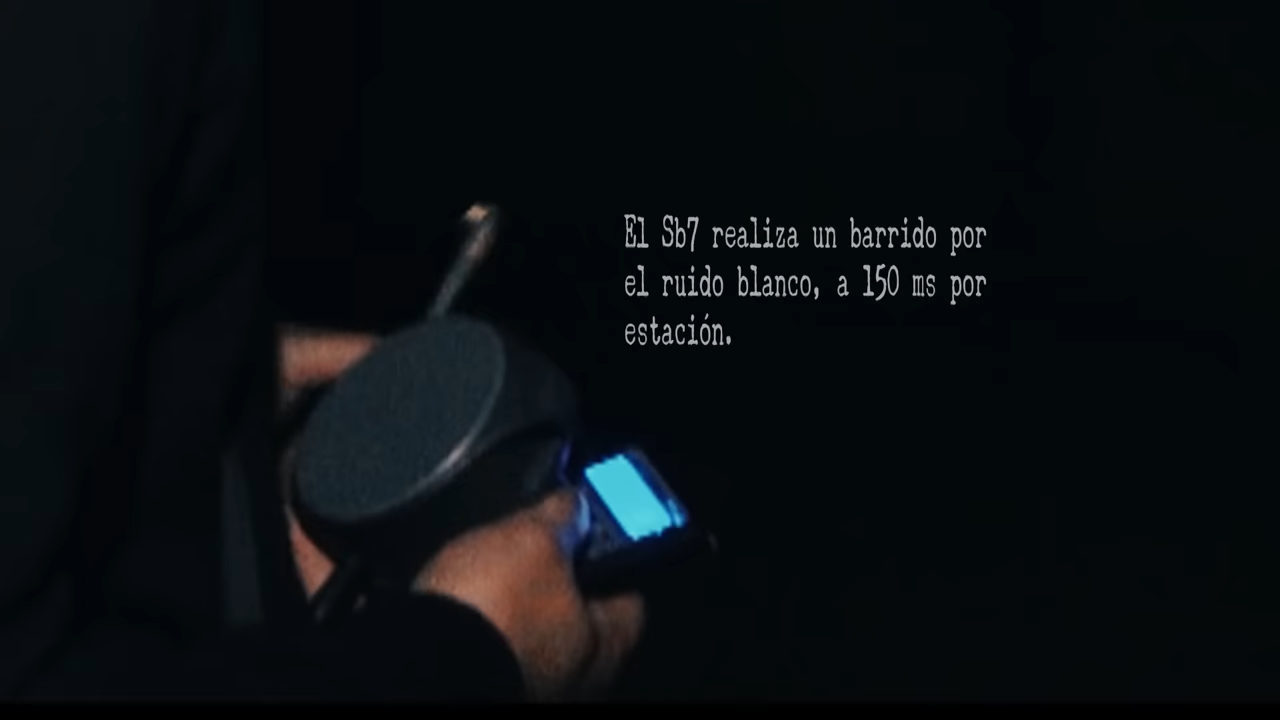 El Sb7 realiza un barrido por
el ruido blanco, a 150 ms por
estación.